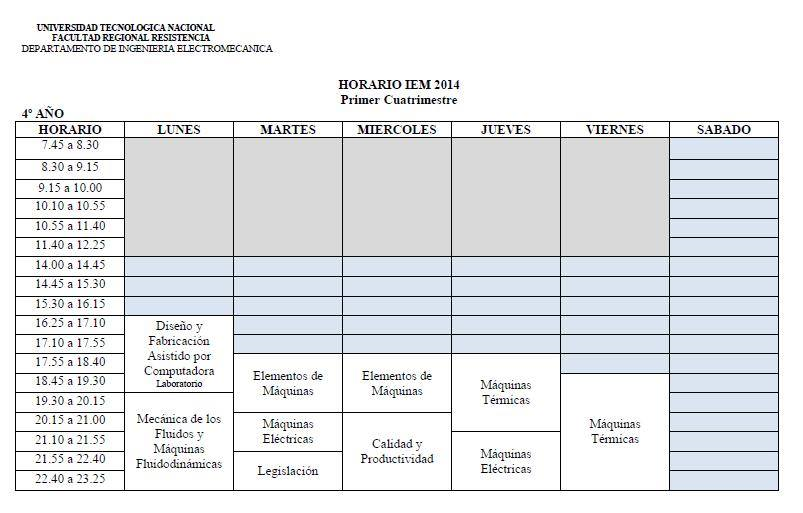 UNIVERSIDAD TECNOLOGICA NACIONAL
FACULTAD REGIONAL RESISTENCIA
DEPARTAMENTO DE INGENIERIA ELECTROMECANICA
HORARIO IEM 2014
Primer Cuatrimestre
4º AÑO
HORARIO LUNES MARTES MIERCOLES JUEVES VIERNES SABADO
7.45 a 8.30
8.30 a 9.15
9.15 a 10.00
10.10 a 10.55
10.55 a 11.40
11.40 a 12.25
14.00 a 14.45
14.45 a 15.30
15.30 a 16.15
16.25 a 17.10
17.10 a 17.55
17.55 a 18.40
18.45 a 19.30
19.30 a 20.15
20.15 a 21.00
21.10 a 21.55
21.55 a 22.40
22.40 a 23.25
Diseño y
Fabricación
Asistido por
Computadora
Laboratorio
Mecánica de los
Fluidos y
Máquinas
Fluidodinámicas
Elementos de
Máquinas
Máquinas
Eléctricas
Legislación
Elementos de
Máquinas
Calidad y
Productividad
Máquinas
Térmicas
Máquinas
Eléctricas
Máquinas
Térmicas